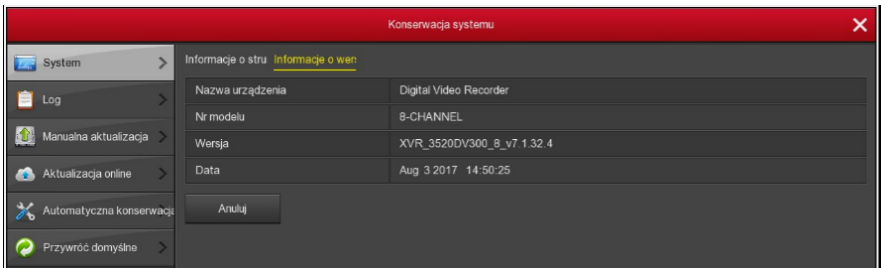 Konserwacja systemu
System
Log
Manualna aktualizacja
Aktualizacja online
Automatyczna konserwacja
Przywróć domyślne
Informacje o stru Informacje o wer
Nazwa urządzenia Digital Video Recorder
Nr modelu 8-CHANNEL
Wersja XVR_3520DV300_8_v7.1.32.4
Data Aug 3 2017 14:50:25
Anuluj